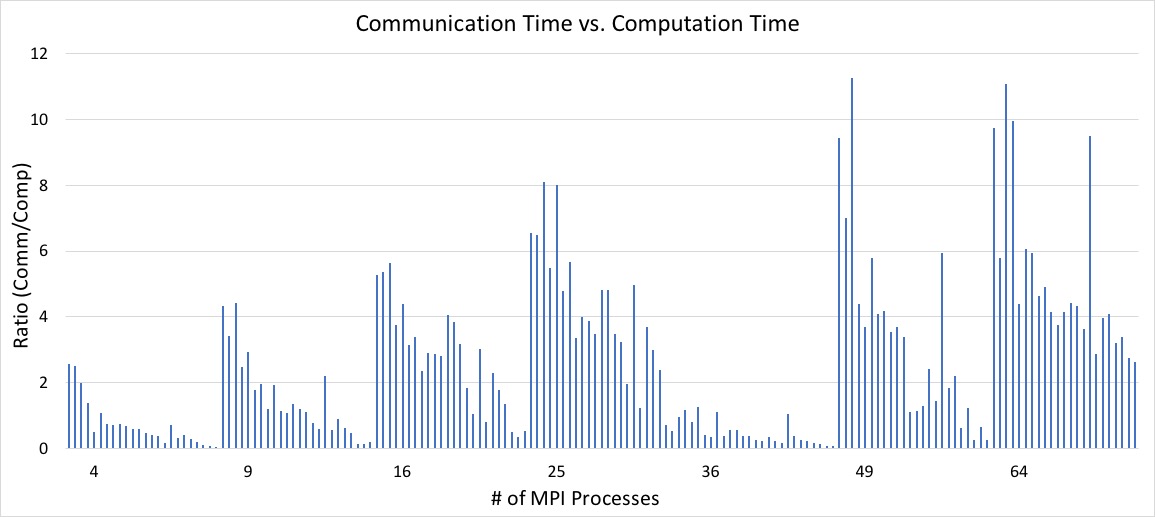 Communication Time vs. Computation Time
12
10
8
6
4
2
0
Ratio (Comm/Comp)
4 9 16 25 36 49 64
# of MPI Processes